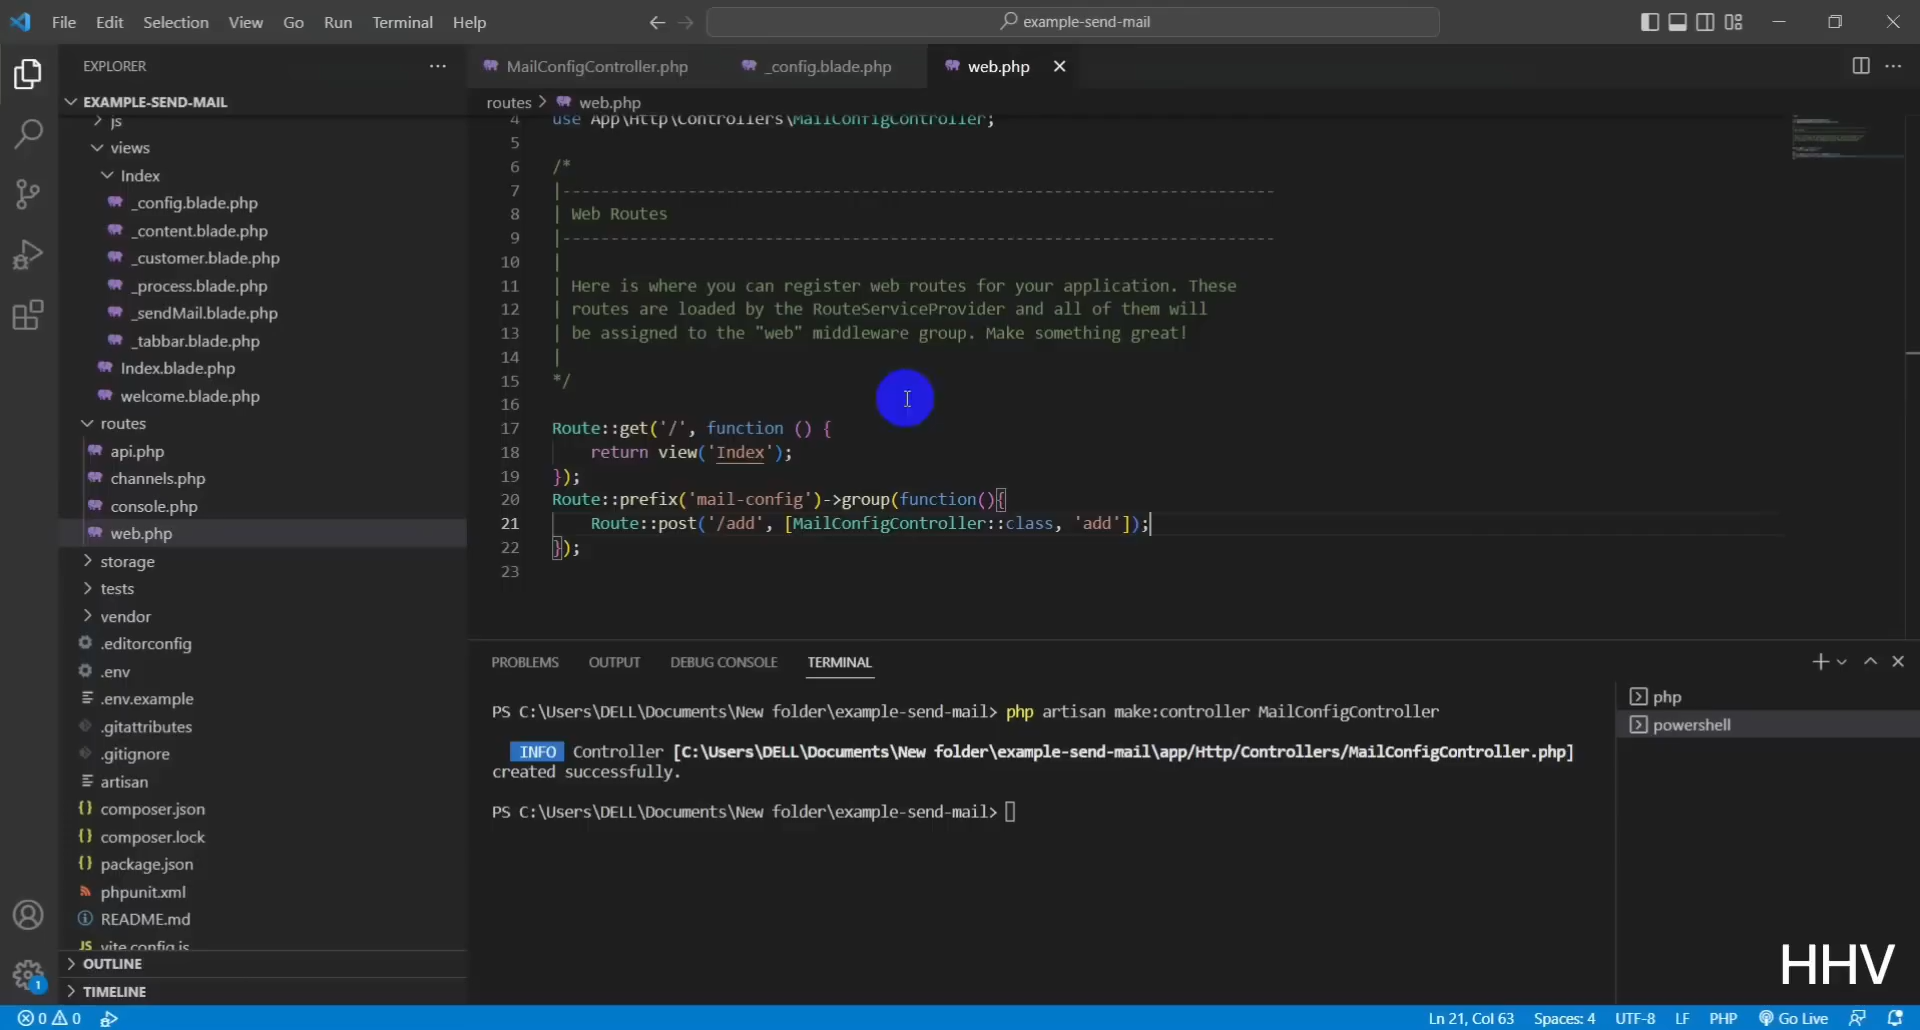 File Edit Selection View Go Run Terminal Help
example-send-mail
EXPLORER
EXAMPLE-SEND-MAIL
js
views
Index
_config.blade.php
_content.blade.php
_customer.blade.php
_process.blade.php
_sendMail.blade.php
_tabbar.blade.php
Index.blade.php
welcome.blade.php
routes
api.php
channels.php
console.php
web.php
storage
tests
vendor
.editorconfig
.env
.env.example
.gitattributes
.gitignore
artisan
composer.json
composer.lock
package.json
phpunit.xml
README.md
vite.config.js
OUTLINE
TIMELINE
MailConfigController.php _config.blade.php web.php
routes > web.php
4 use App\Http\Controllers\MailConfigController;
5
6 /*
7 |--------------------------------------------------------------------------
8 | Web Routes
9 |--------------------------------------------------------------------------
10 |
11 | Here is where you can register web routes for your application. These
12 | routes are loaded by the RouteServiceProvider and all of them will
13 | be assigned to the "web" middleware group. Make something great!
14 |
15 */
16
17 Route::get('/', function () {
18     return view('Index');
19 });
20 Route::prefix('mail-config')->group(function(){
21     Route::post('/add', [MailConfigController::class, 'add']);
22 });
23
PROBLEMS OUTPUT DEBUG CONSOLE TERMINAL
PS C:\Users\DELL\Documents\New folder\example-send-mail> php artisan make:controller MailConfigController
INFO Controller [C:\Users\DELL\Documents\New folder\example-send-mail\app/Http/Controllers/MailConfigController.php]
created successfully.
PS C:\Users\DELL\Documents\New folder\example-send-mail>
php
powershell
HHV
1
0 0
Ln 21, Col 63 Spaces: 4 UTF-8 LF PHP Go Live